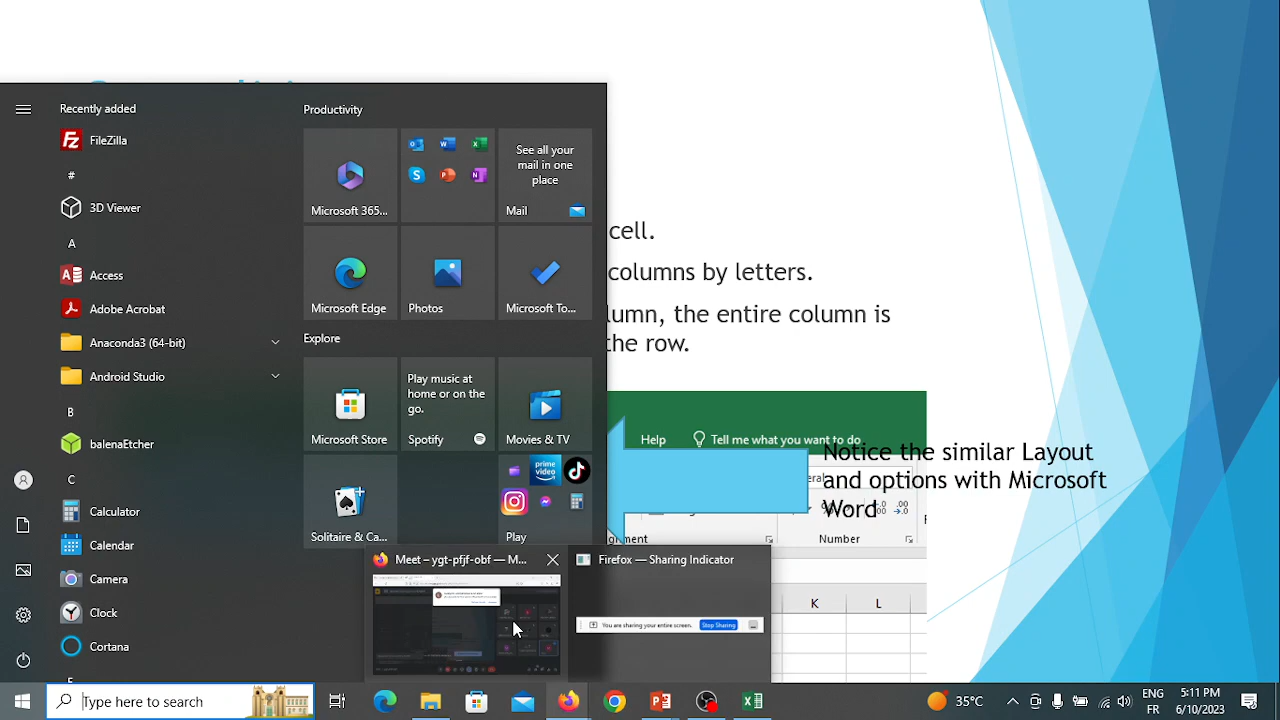 Recently added
FileZilla
#
3D Viewer
A
Access
Adobe Acrobat
Anaconda3 (64-bit)
Android Studio
B
balenaEtcher
C
Calculator
Calendar
Clock
Cortana
Productivity
Microsoft 365...
See all your
mail in one
place
Mail
Microsoft Edge
Photos
Microsoft To...
Explore
Microsoft Store
Play music at
home or on the
go.
Spotify
Movies & TV
Solitaire & Ca...
prime
video
Play
cell.
columns by letters.
lumn, the entire column is
the row.
Help
Tell me what you want to do
Notice the similar Layout
and options with Microsoft
Word
Number
K
L
Meet – ygt-pfjf-obf — M...
Firefox — Sharing Indicator
You are sharing your entire screen.
Stop Sharing
Type here to search
35°C
ENG
FR
3:11 PM
6/10/2023